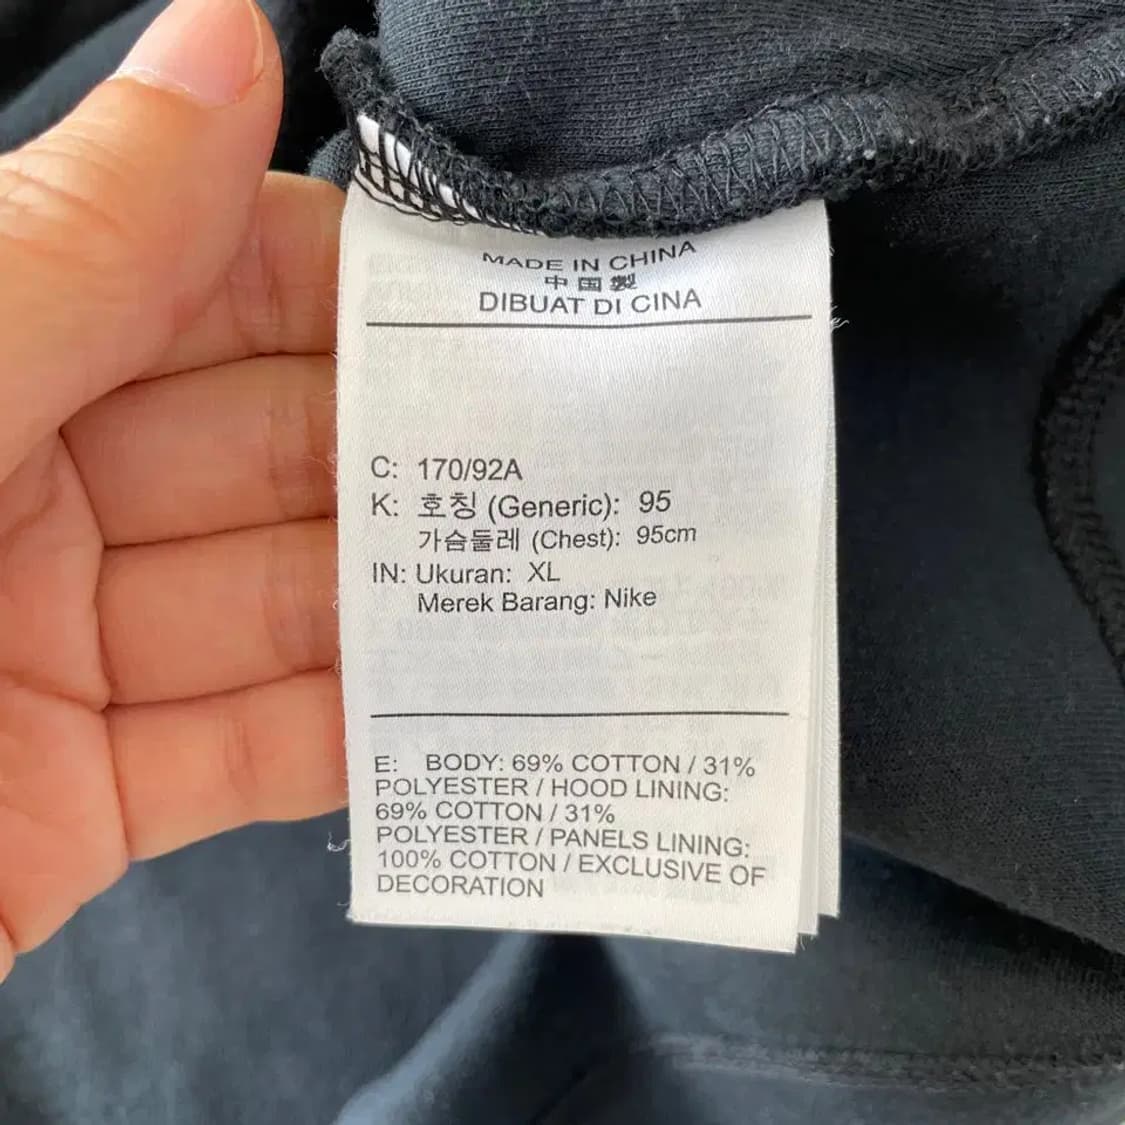 MADE IN CHINA
中国製
DIBUAT DI CINA
C: 170/92A
K: 호칭 (Generic): 95
가슴둘레 (Chest): 95cm
IN: Ukuran: XL
Merek Barang: Nike
E: BODY: 69% COTTON / 31%
POLYESTER / HOOD LINING:
69% COTTON / 31%
POLYESTER / PANELS LINING:
100% COTTON / EXCLUSIVE OF
DECORATION